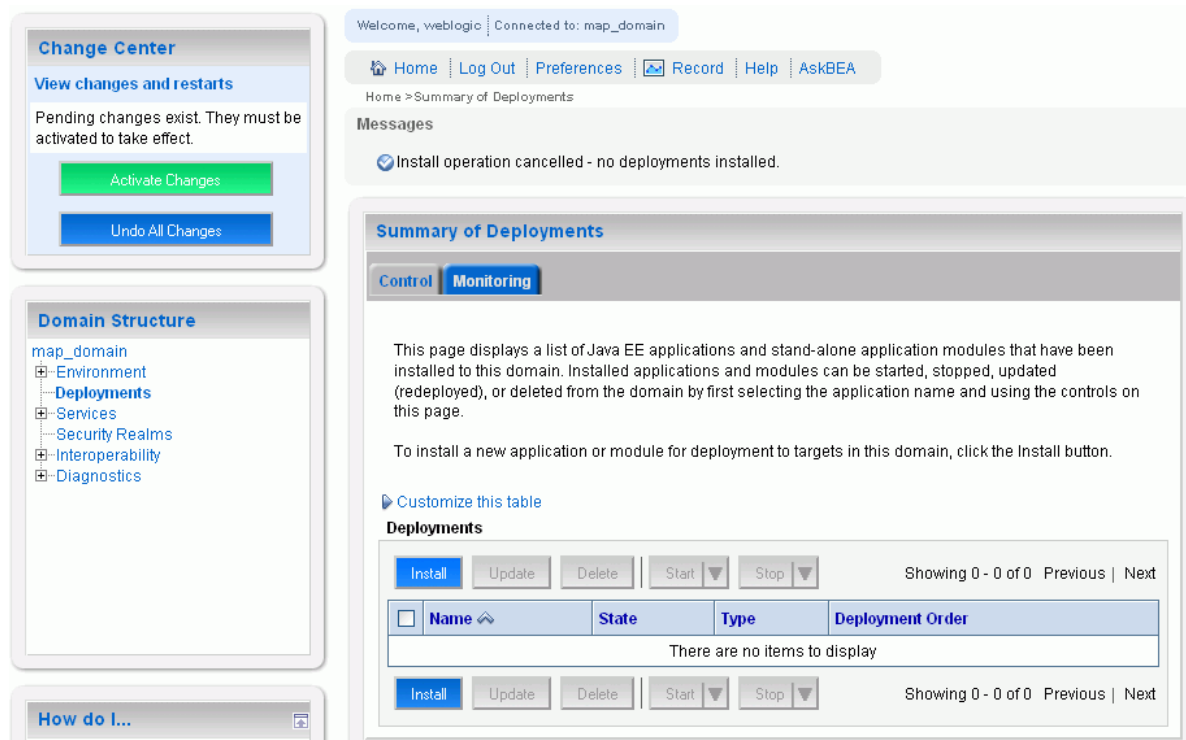 Change Center
View changes and restarts
Pending changes exist. They must be
activated to take effect.
Activate Changes
Undo All Changes
Domain Structure
map_domain
Environment
Deployments
Services
Security Realms
Interoperability
Diagnostics
How do I...
Welcome, weblogic Connected to: map_domain
Home Log Out Preferences Record Help AskBEA
Home >Summary of Deployments
Messages
Install operation cancelled - no deployments installed.
Summary of Deployments
Control Monitoring
This page displays a list of Java EE applications and stand-alone application modules that have been
installed to this domain. Installed applications and modules can be started, stopped, updated
(redeployed), or deleted from the domain by first selecting the application name and using the controls on
this page.
To install a new application or module for deployment to targets in this domain, click the Install button.
Customize this table
Deployments
Install Update Delete Start Stop Showing 0 - 0 of 0 Previous | Next
Name State Type Deployment Order
There are no items to display
Install Update Delete Start Stop Showing 0 - 0 of 0 Previous | Next